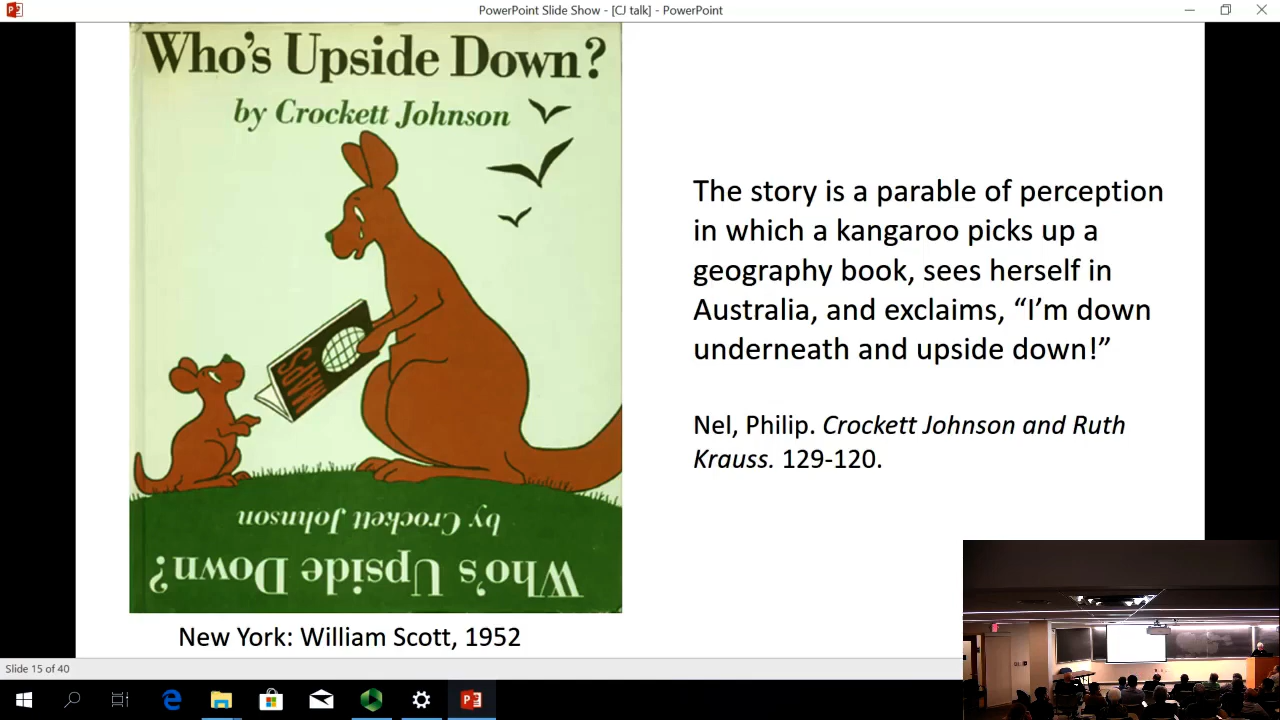 PowerPoint Slide Show - [CJ talk] - PowerPoint
Who's Upside Down?
by Crockett Johnson
MAPS
by Crockett Johnson
Who's Upside Down?
New York: William Scott, 1952
The story is a parable of perception
in which a kangaroo picks up a
geography book, sees herself in
Australia, and exclaims, “I’m down
underneath and upside down!”
Nel, Philip. Crockett Johnson and Ruth
Krauss. 129-120.
Slide 15 of 40